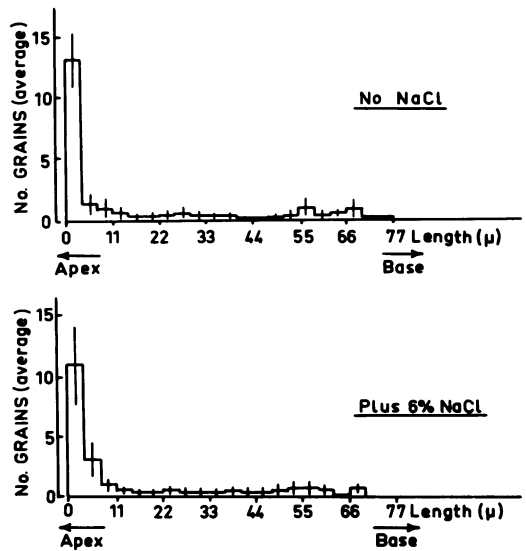 No. GRAINS (average)
15
10
5
0
No NaCl
0 11 22 33 44 55 66 77 Length (μ)
Apex Base
No. GRAINS (average)
15
10
5
0
Plus 6% NaCl
0 11 22 33 44 55 66 77 Length (μ)
Apex Base